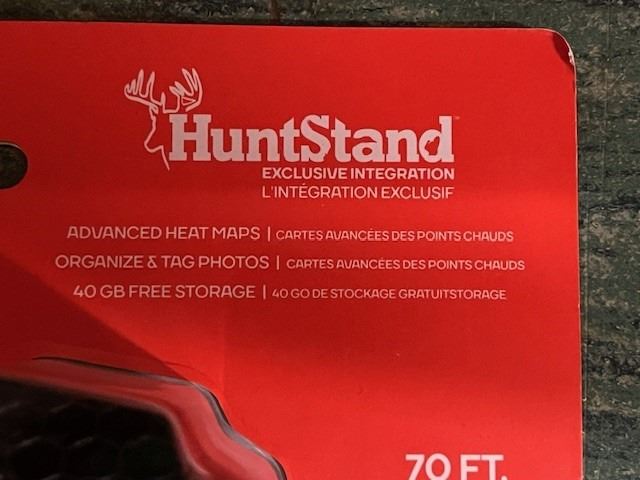 HuntStand™
EXCLUSIVE INTEGRATION
L'INTÉGRATION EXCLUSIF
ADVANCED HEAT MAPS | CARTES AVANCÉES DES POINTS CHAUDS
ORGANIZE & TAG PHOTOS | CARTES AVANCÉES DES POINTS CHAUDS
40 GB FREE STORAGE | 40 GO DE STOCKAGE GRATUITSTORAGE
70 FT.